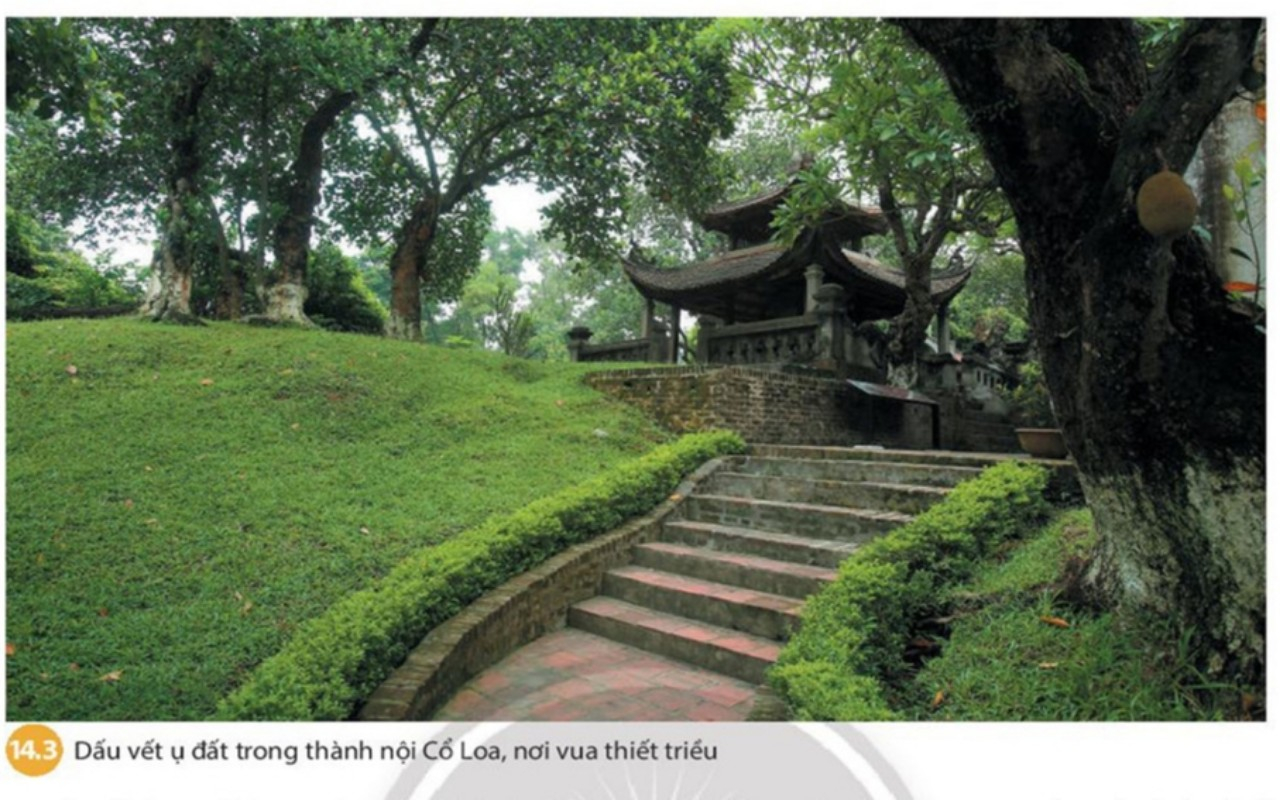 14.3 Dấu vết ụ đất trong thành nội Cổ Loa, nơi vua thiết triều